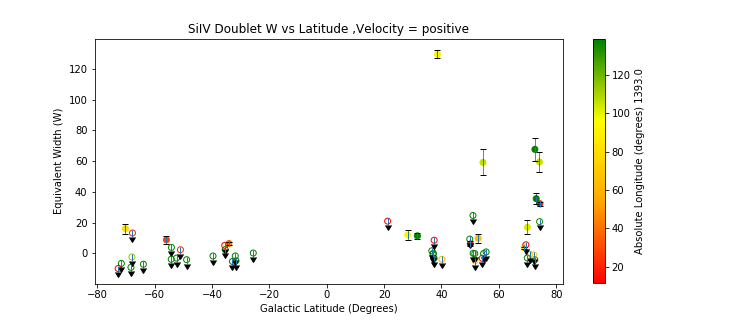 SiIV Doublet W vs Latitude ,Velocity = positive
120
100
80
60
40
20
0
Equivalent Width (W)
−80 −60 −40 −20 0 20 40 60 80
Galactic Latitude (Degrees)
120
100
80
60
40
20
Absolute Longitude (degrees) 1393.0